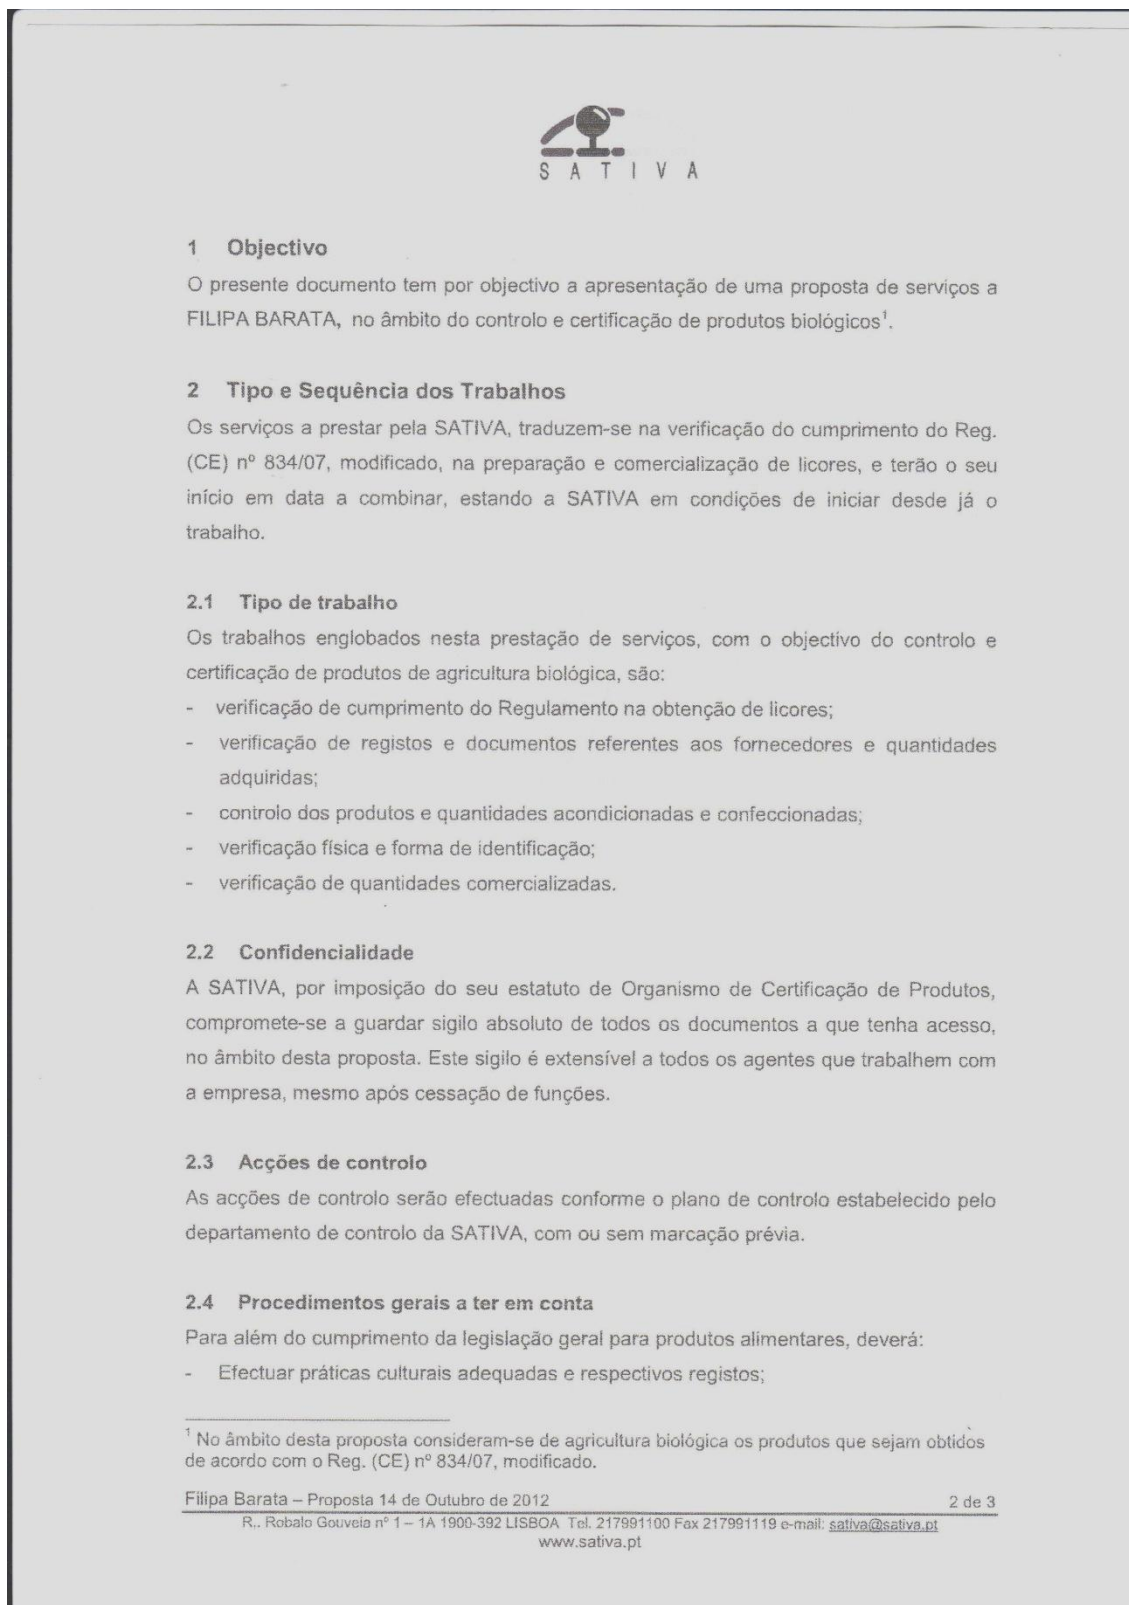 SATIVA
1 Objectivo
O presente documento tem por objectivo a apresentação de uma proposta de serviços a
FILIPA BARATA, no âmbito do controlo e certificação de produtos biológicos¹.
2 Tipo e Sequência dos Trabalhos
Os serviços a prestar pela SATIVA, traduzem-se na verificação do cumprimento do Reg.
(CE) nº 834/07, modificado, na preparação e comercialização de licores, e terão o seu
início em data a combinar, estando a SATIVA em condições de iniciar desde já o
trabalho.
2.1 Tipo de trabalho
Os trabalhos englobados nesta prestação de serviços, com o objectivo do controlo e
certificação de produtos de agricultura biológica, são:
- verificação de cumprimento do Regulamento na obtenção de licores;
- verificação de registos e documentos referentes aos fornecedores e quantidades
adquiridas;
- controlo dos produtos e quantidades acondicionadas e confeccionadas;
- verificação física e forma de identificação;
- verificação de quantidades comercializadas.
2.2 Confidencialidade
A SATIVA, por imposição do seu estatuto de Organismo de Certificação de Produtos,
compromete-se a guardar sigilo absoluto de todos os documentos a que tenha acesso,
no âmbito desta proposta. Este sigilo é extensível a todos os agentes que trabalhem com
a empresa, mesmo após cessação de funções.
2.3 Acções de controlo
As acções de controlo serão efectuadas conforme o plano de controlo estabelecido pelo
departamento de controlo da SATIVA, com ou sem marcação prévia.
2.4 Procedimentos gerais a ter em conta
Para além do cumprimento da legislação geral para produtos alimentares, deverá:
- Efectuar práticas culturais adequadas e respectivos registos;
¹ No âmbito desta proposta consideram-se de agricultura biológica os produtos que sejam obtidos
de acordo com o Reg. (CE) nº 834/07, modificado.
Filipa Barata – Proposta 14 de Outubro de 2012 2 de 3
R.. Robalo Gouveia nº 1 – 1A 1900-392 LISBOA Tel. 217991100 Fax 217991119 e-mail: sativa@sativa.pt
www.sativa.pt